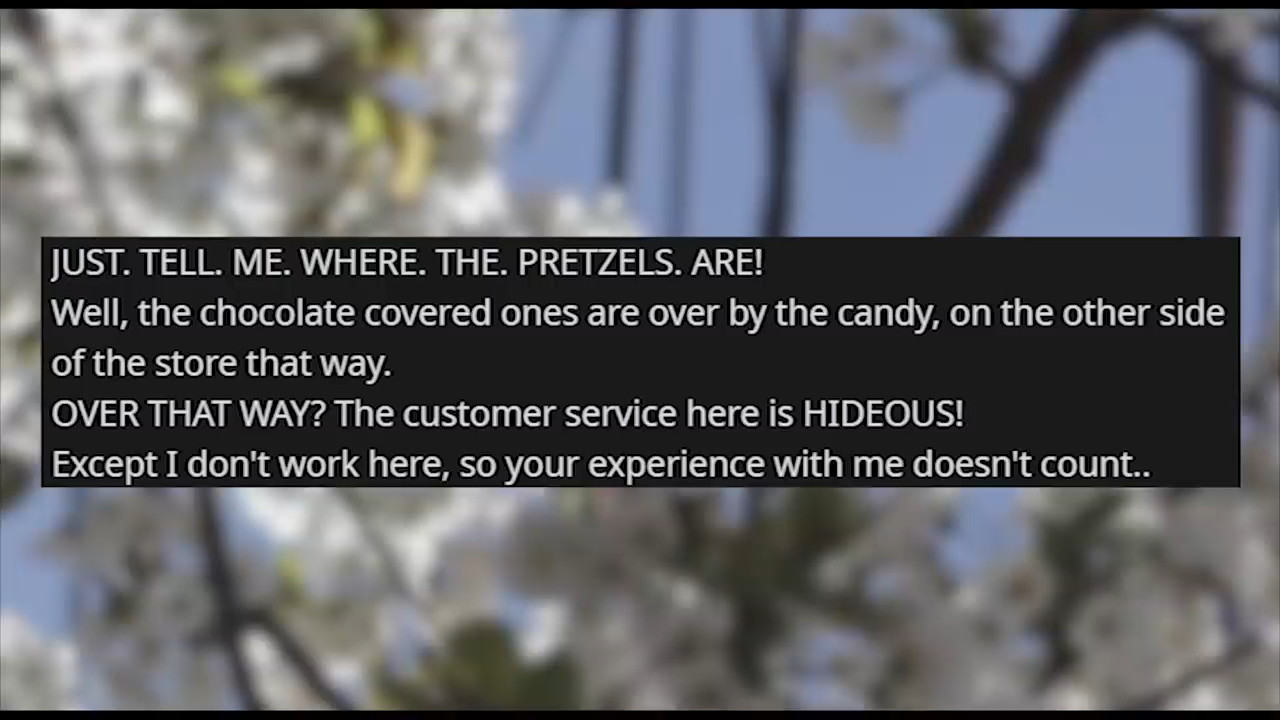 JUST. TELL. ME. WHERE. THE. PRETZELS. ARE!
Well, the chocolate covered ones are over by the candy, on the other side
of the store that way.
OVER THAT WAY? The customer service here is HIDEOUS!
Except I don't work here, so your experience with me doesn't count..